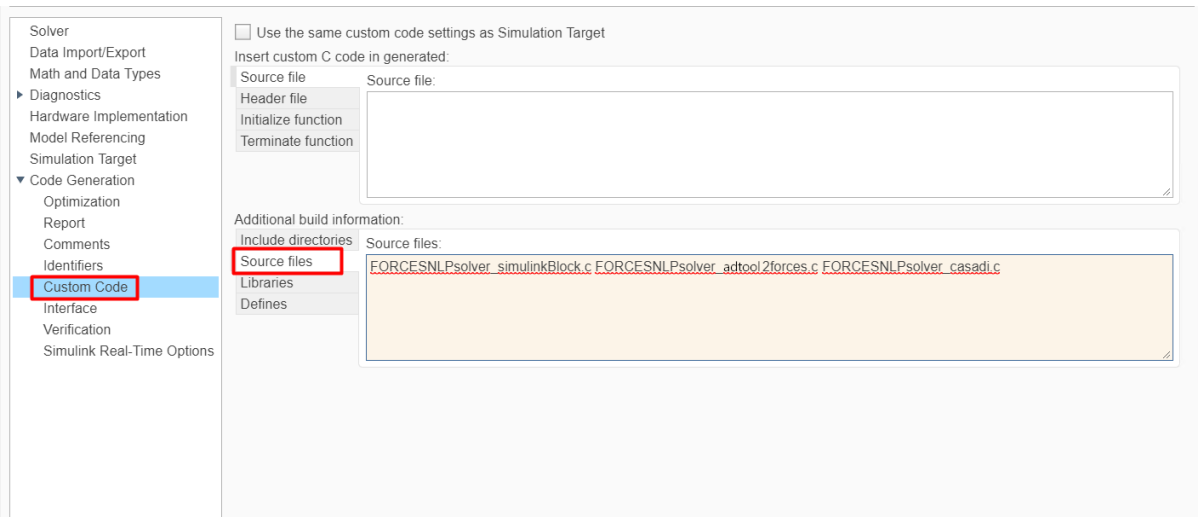 Solver
Data Import/Export
Math and Data Types
Diagnostics
Hardware Implementation
Model Referencing
Simulation Target
Code Generation
Optimization
Report
Comments
Identifiers
Custom Code
Interface
Verification
Simulink Real-Time Options
Use the same custom code settings as Simulation Target
Insert custom C code in generated:
Source file
Header file
Initialize function
Terminate function
Source file:
Additional build information:
Include directories
Source files
Libraries
Defines
Source files:
FORCESNLPsolver_simulinkBlock.c FORCESNLPsolver_adtool2forces.c FORCESNLPsolver_casadi.c